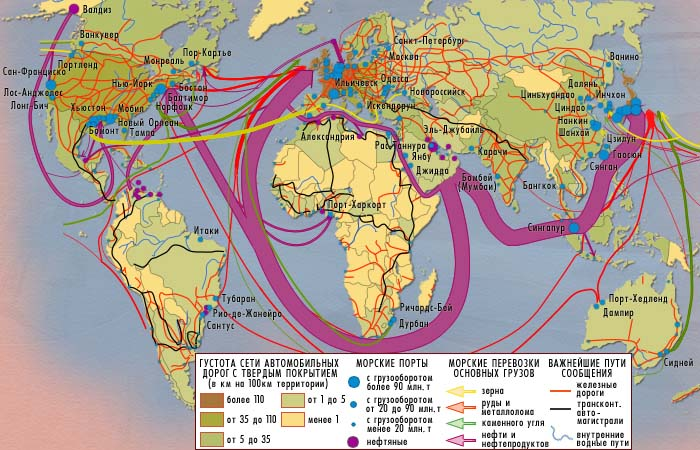 Валдиз
Ванкувер
Портленд
Сан-Франциско
Лос-Анджелес
Лонг-Бич
Пор-Картье
Монреаль
Нью-Йорк
Бостон
Балтимор
Норфолк
Хьюстон
Мобил
Новый Орлеан
Бомонт
Тампа
Санкт-Петербург
Москва
Ильичевск
Одесса
Новороссийск
Искендерун
Александрия
Эль-Джубайль
Рас-Таннура
Янбу
Джидда
Карачи
Бомбей
(Мумбаи)
Бангкок
Сингапур
Ванино
Далянь
Циньхуандао
Инчхон
Циндао
Нанкин
Шанхай
Цзилун
Гаосюн
Сянган
Порт-Харкорт
Итаки
Тубаран
Рио-де-Жанейро
Сантус
Ричардс-Бей
Дурбан
Порт-Хедленд
Дампир
Сидней
ГУСТОТА СЕТИ АВТОМОБИЛЬНЫХ
ДОРОГ С ТВЕРДЫМ ПОКРЫТИЕМ
(в км на 100км территории)
более 110
от 35 до 110
от 5 до 35
от 1 до 5
менее 1
МОРСКИЕ ПОРТЫ
с грузооборотом
более 90 млн. т
с грузооборотом
от 20 до 90 млн. т
с грузооборотом
менее 20 млн. т
нефтяные
МОРСКИЕ ПЕРЕВОЗКИ
ОСНОВНЫХ ГРУЗОВ
зерна
руды и
металлолома
каменного угля
нефти и
нефтепродуктов
ВАЖНЕЙШИЕ ПУТИ
СООБЩЕНИЯ
железные
дороги
трансконт.
авто-
магистрали
внутренние
водные пути